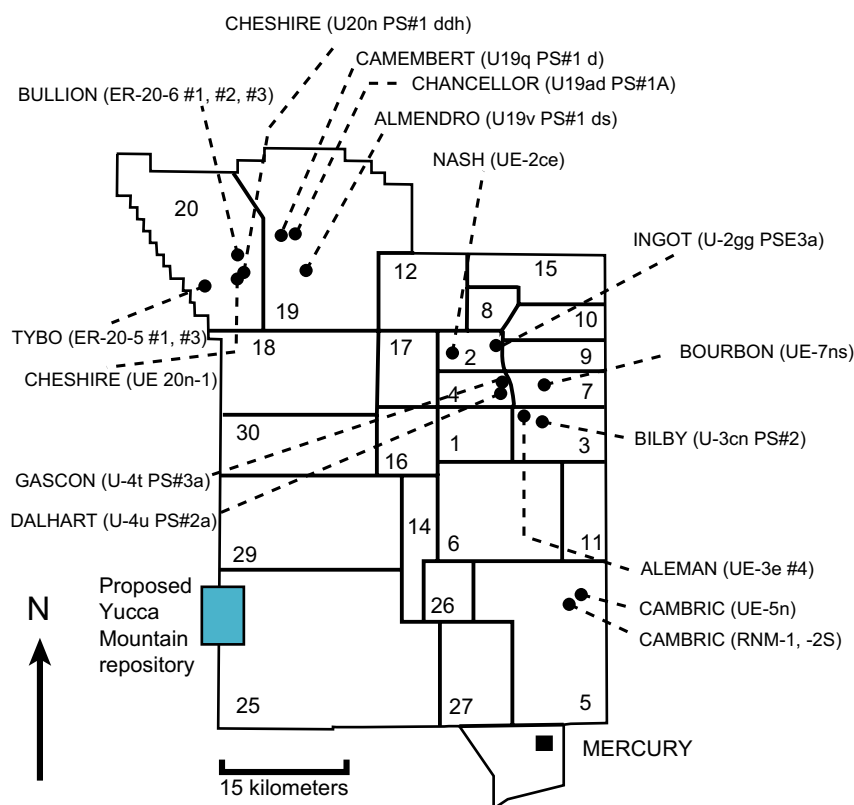 CHESHIRE (U20n PS#1 ddh)
CAMEMBERT (U19q PS#1 d)
CHANCELLOR (U19ad PS#1A)
BULLION (ER-20-6 #1, #2, #3)
ALMENDRO (U19v PS#1 ds)
NASH (UE-2ce)
20
INGOT (U-2gg PSE3a)
12
15
8
19
10
TYBO (ER-20-5 #1, #3)
18
17
2
9
BOURBON (UE-7ns)
CHESHIRE (UE 20n-1)
4
7
30
1
3
BILBY (U-3cn PS#2)
16
GASCON (U-4t PS#3a)
DALHART (U-4u PS#2a)
14
29
6
11
ALEMAN (UE-3e #4)
Proposed
Yucca
Mountain
repository
N
26
CAMBRIC (UE-5n)
CAMBRIC (RNM-1, -2S)
25
27
5
MERCURY
15 kilometers